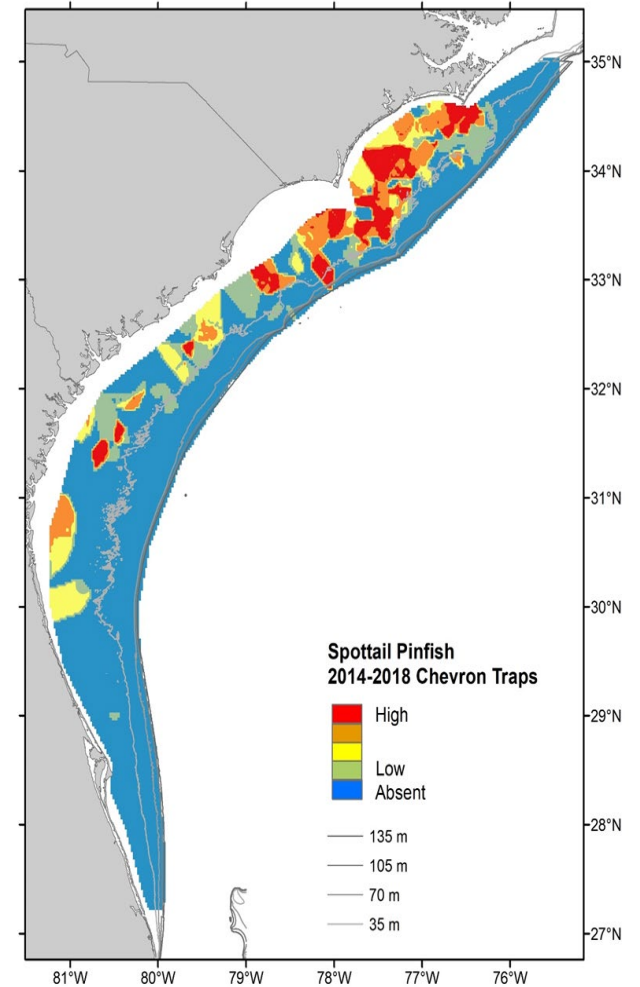 35°N
34°N
33°N
32°N
31°N
30°N
Spottail Pinfish
2014-2018 Chevron Traps
High
29°N
Low
Absent
28°N
135 m
105 m
70 m
35 m
27°N
81°W 80°W 79°W 78°W 77°W 76°W